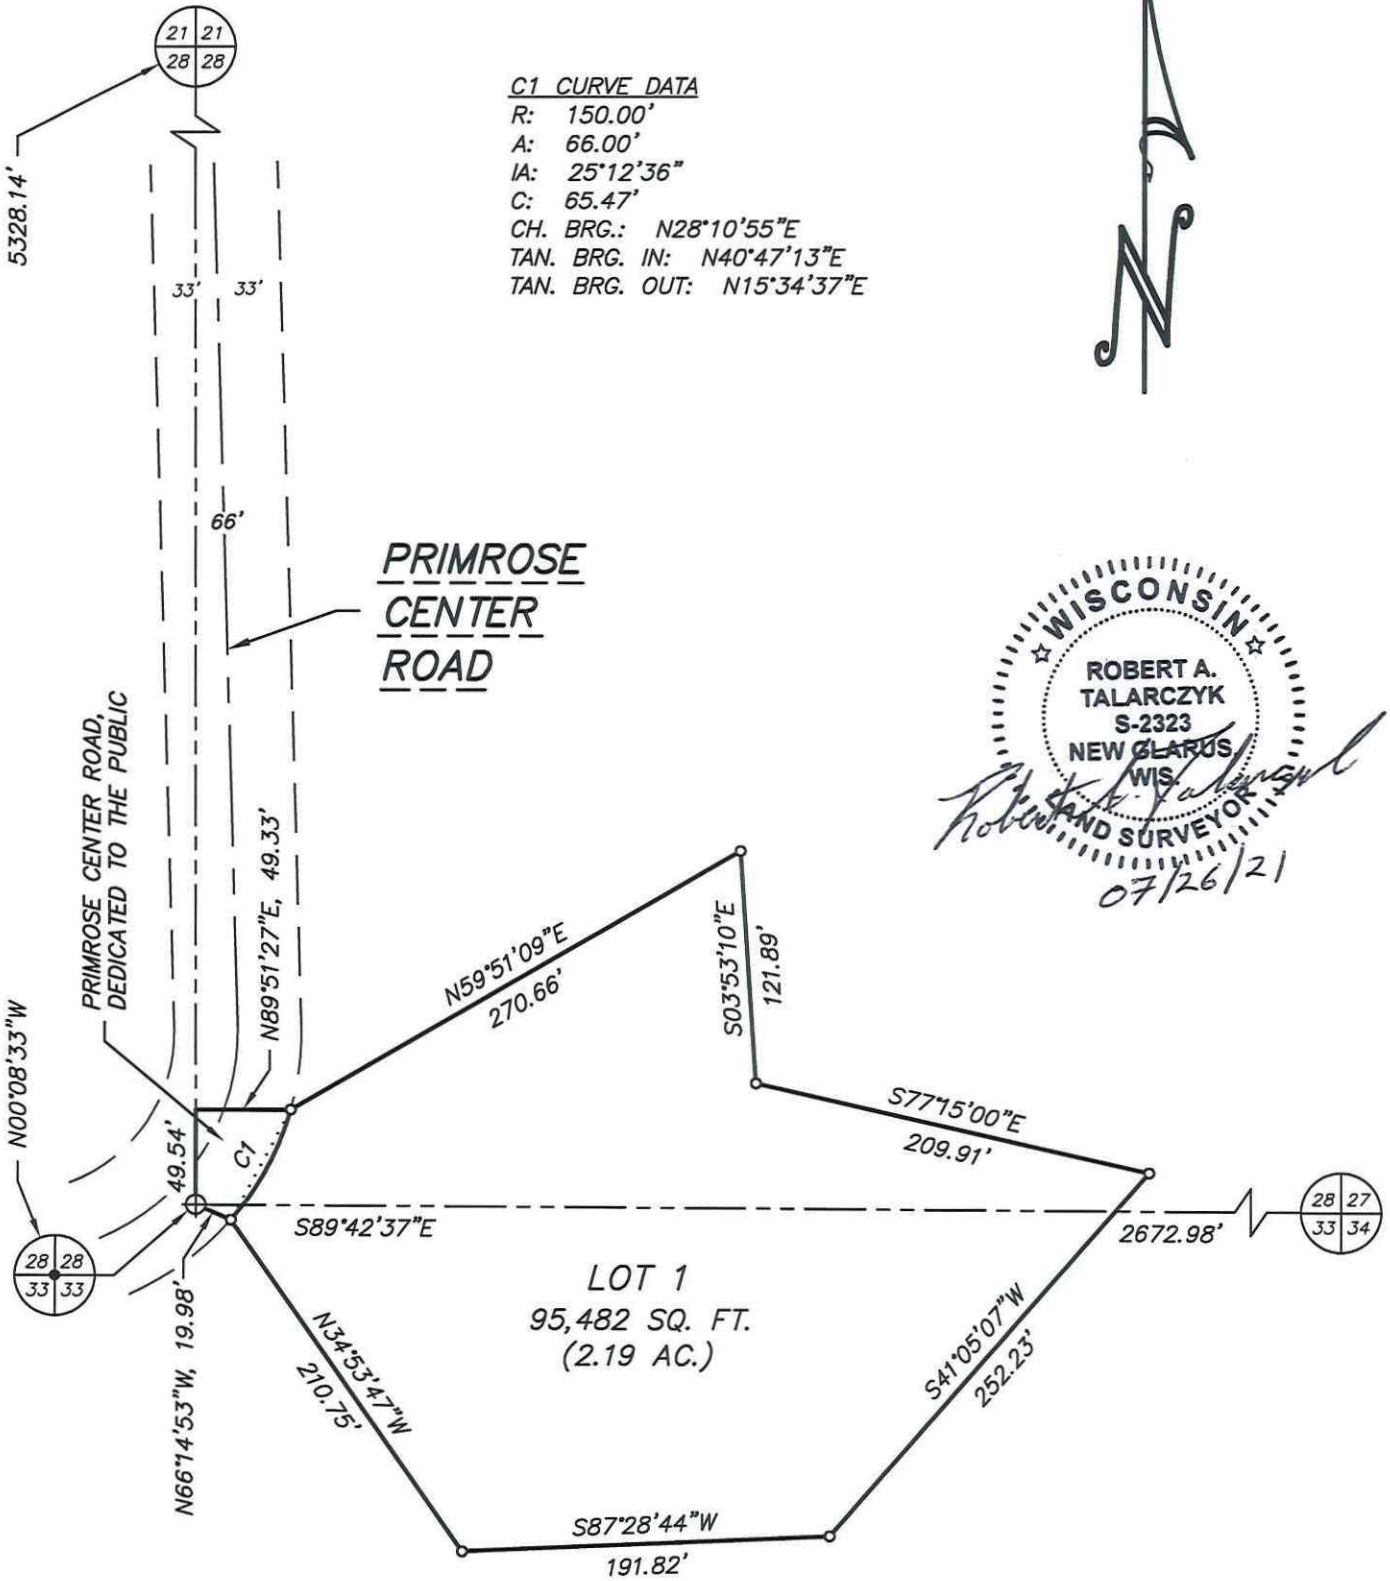 21 21
28 28
5328.14'
C1 CURVE DATA
R: 150.00'
A: 66.00'
IA: 25°12'36"
C: 65.47'
CH. BRG.: N28°10'55"E
TAN. BRG. IN: N40°47'13"E
TAN. BRG. OUT: N15°34'37"E
N
33' 33'
66'
PRIMROSE
CENTER
ROAD
WISCONSIN
ROBERT A.
TALARCZYK
S-2323
NEW GLARUS,
WIS.
LAND SURVEYOR
Robert A. Talarczyk
07/26/21
PRIMROSE CENTER ROAD,
DEDICATED TO THE PUBLIC
N89°51'27"E, 49.33'
N59°51'09"E
270.66'
S03°53'10"E
121.89'
S77°15'00"E
209.91'
N00°08'33"W
49.54'
C1
S89°42'37"E
2672.98'
28 27
33 34
28 28
33 33
N66°14'53"W, 19.98'
LOT 1
95,482 SQ. FT.
(2.19 AC.)
N34°53'47"W
210.75'
S41°05'07"W
252.23'
S87°28'44"W
191.82'